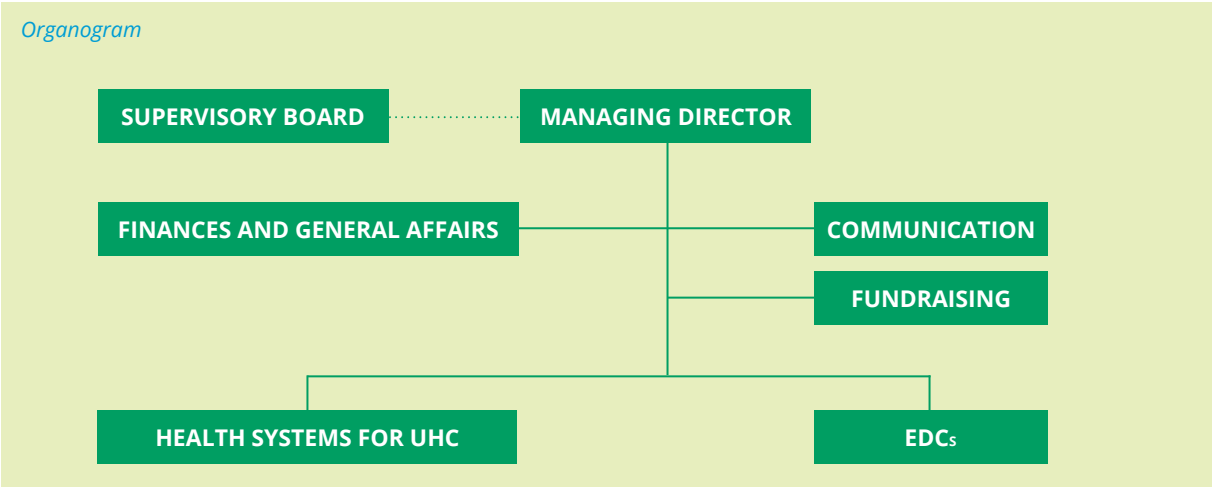 Organogram
SUPERVISORY BOARD
MANAGING DIRECTOR
FINANCES AND GENERAL AFFAIRS
COMMUNICATION
FUNDRAISING
HEALTH SYSTEMS FOR UHC
EDCs